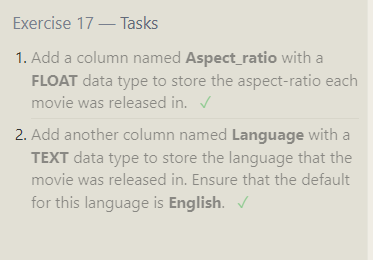 Exercise 17 — Tasks
1. Add a column named Aspect_ratio with a
FLOAT data type to store the aspect-ratio each
movie was released in. ✓
2. Add another column named Language with a
TEXT data type to store the language that the
movie was released in. Ensure that the default
for this language is English. ✓